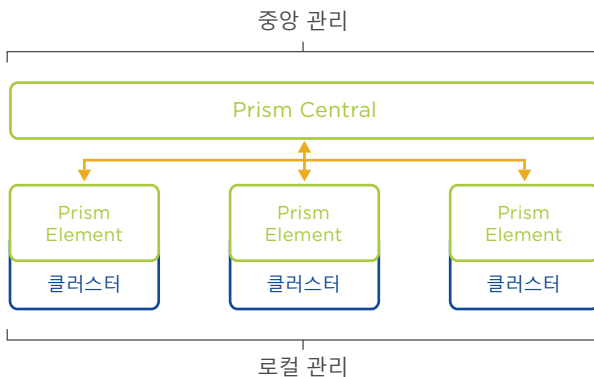 중앙 관리
Prism Central
Prism
Element
클러스터
Prism
Element
클러스터
Prism
Element
클러스터
로컬 관리